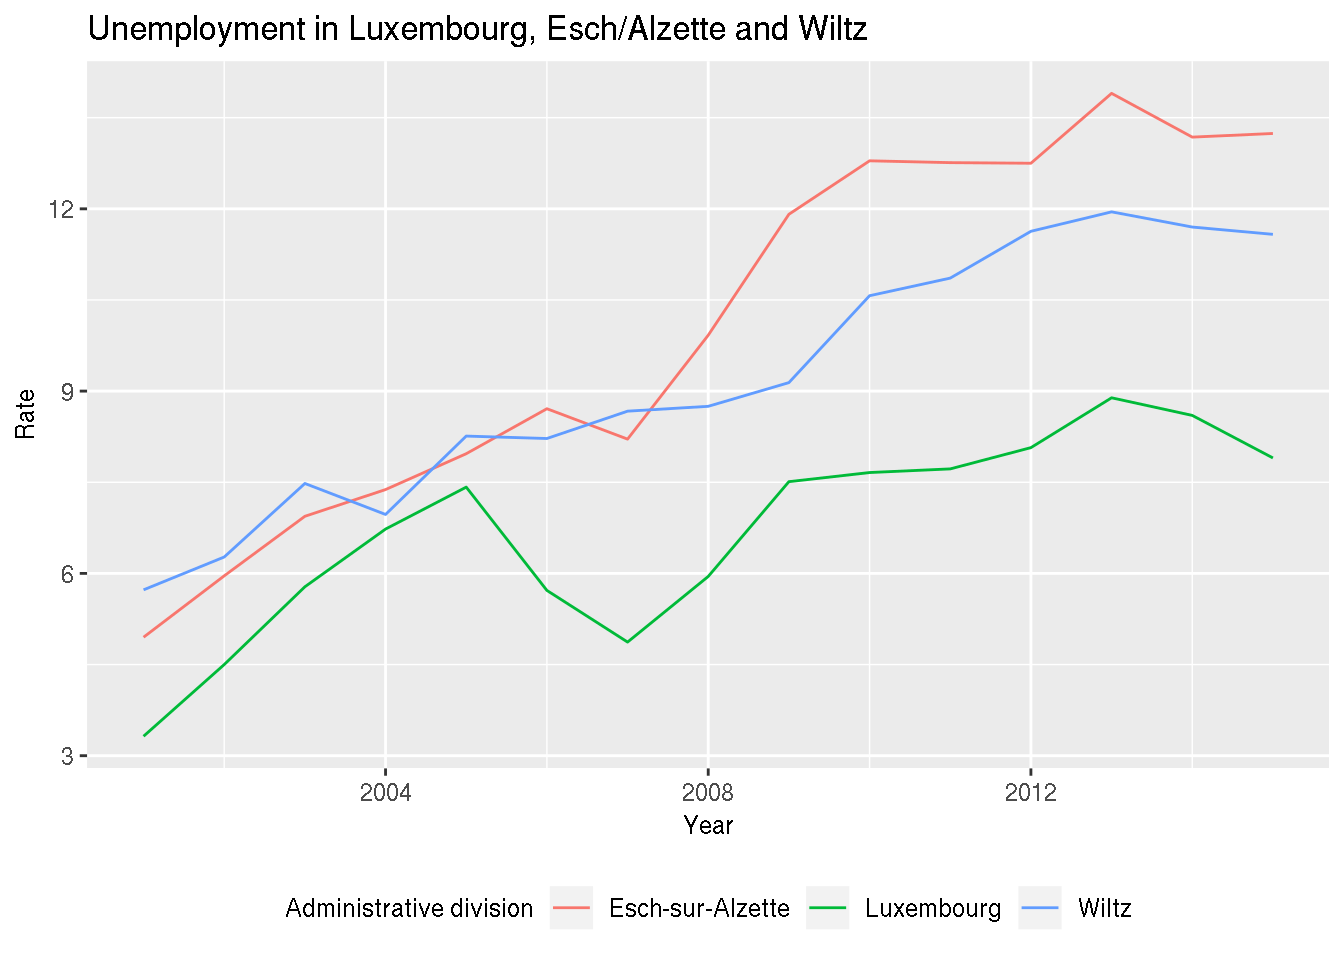 Unemployment in Luxembourg, Esch/Alzette and Wiltz
12
9
6
3
Rate
2004 2008 2012
Year
Administrative division Esch-sur-Alzette Luxembourg Wiltz